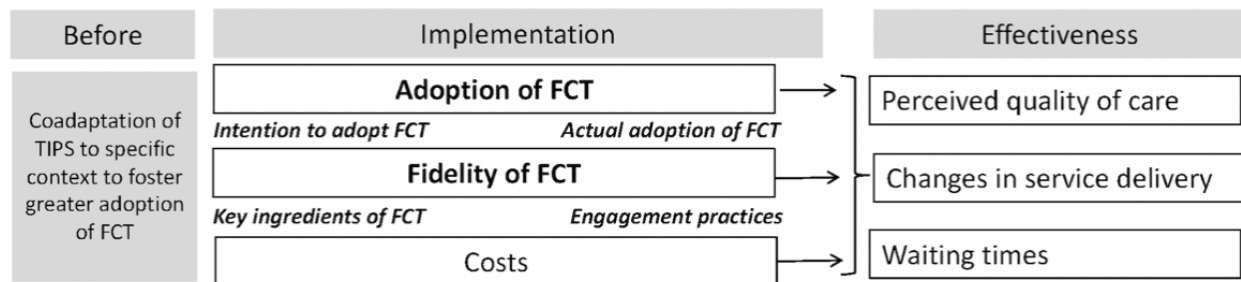 Before
Implementation
Effectiveness
Coadaptation of
TIPS to specific
context to foster
greater adoption
of FCT
Adoption of FCT
Intention to adopt FCT
Actual adoption of FCT
Fidelity of FCT
Key ingredients of FCT
Engagement practices
Costs
Perceived quality of care
Changes in service delivery
Waiting times